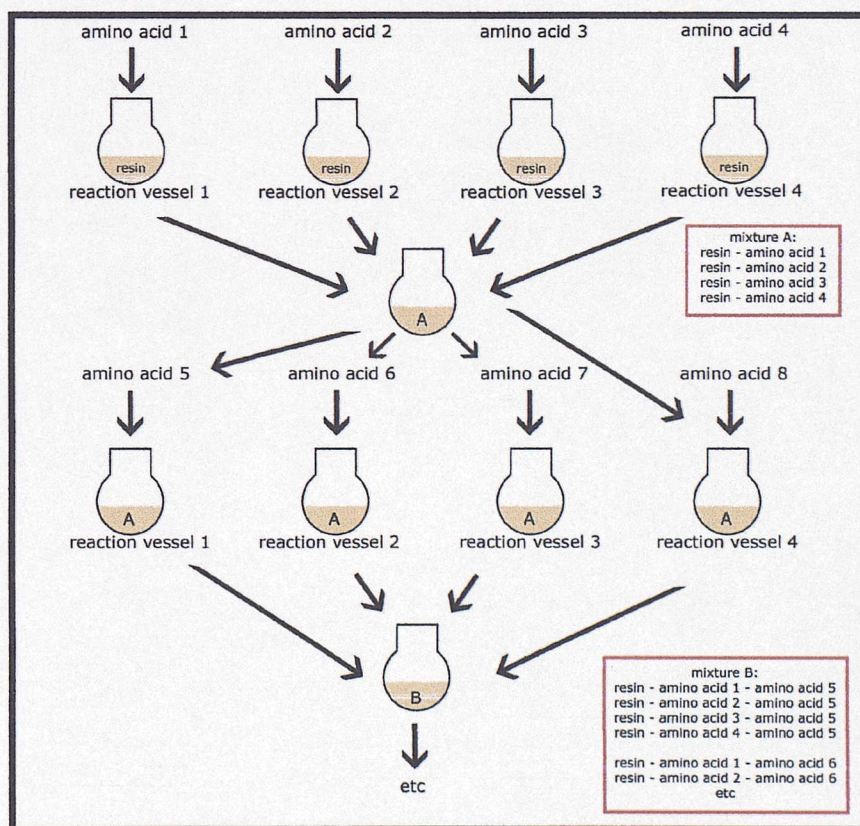 amino acid 1 amino acid 2 amino acid 3 amino acid 4
resin resin resin resin
reaction vessel 1 reaction vessel 2 reaction vessel 3 reaction vessel 4
mixture A:
resin - amino acid 1
resin - amino acid 2
resin - amino acid 3
resin - amino acid 4
A
amino acid 5 amino acid 6 amino acid 7 amino acid 8
A A A A
reaction vessel 1 reaction vessel 2 reaction vessel 3 reaction vessel 4
B
mixture B:
resin - amino acid 1 - amino acid 5
resin - amino acid 2 - amino acid 5
resin - amino acid 3 - amino acid 5
resin - amino acid 4 - amino acid 5
resin - amino acid 1 - amino acid 6
resin - amino acid 2 - amino acid 6
etc
etc